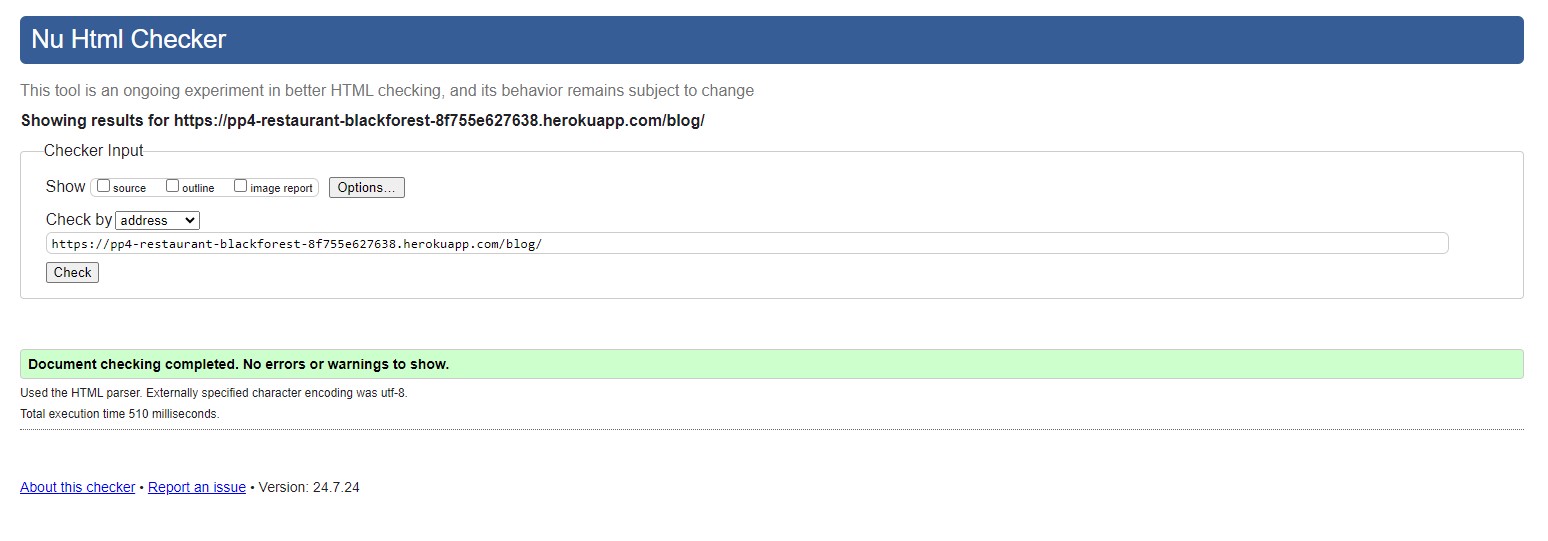 Nu Html Checker
This tool is an ongoing experiment in better HTML checking, and its behavior remains subject to change
Showing results for https://pp4-restaurant-blackforest-8f755e627638.herokuapp.com/blog/
Checker Input
Show source outline image report Options...
Check by address
https://pp4-restaurant-blackforest-8f755e627638.herokuapp.com/blog/
Check
Document checking completed. No errors or warnings to show.
Used the HTML parser. Externally specified character encoding was utf-8.
Total execution time 510 milliseconds.
About this checker • Report an issue • Version: 24.7.24